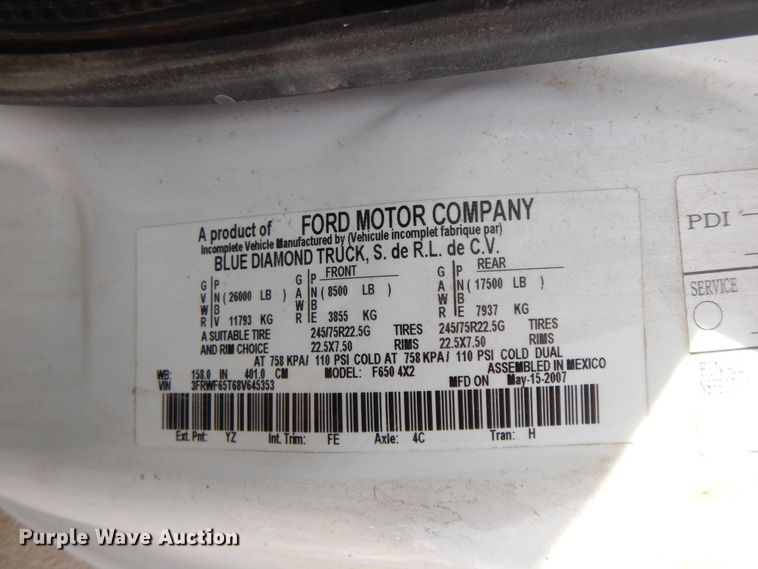 A product of FORD MOTOR COMPANY
Incomplete Vehicle Manufactured by (Vehicule incomplet fabrique par)
BLUE DIAMOND TRUCK, S. de R.L. de C.V.
G P G P FRONT G P REAR
V N ( 26000 LB ) A N ( 8500 LB ) A N ( 17500 LB )
W B W B W B
R V 11793 KG R E 3855 KG R E 7937 KG
A SUITABLE TIRE 245/75R22.5G TIRES 245/75R22.5G
AND RIM CHOICE 22.5X7.50 RIMS 22.5X7.50
AT 758 KPA/ 110 PSI COLD AT 758 KPA/ 110 PSI COLD DUAL
WB: 158.0 IN 401.0 CM MODEL: F650 4X2 ASSEMBLED IN MEXICO
VIN 3FRWF65T68V645353 MFD ON May-15-2007
Ext. Pnt: YZ Int. Trim: FE Axle: 4C Tran: H
PDI
SERVICE
Purple Wave Auction